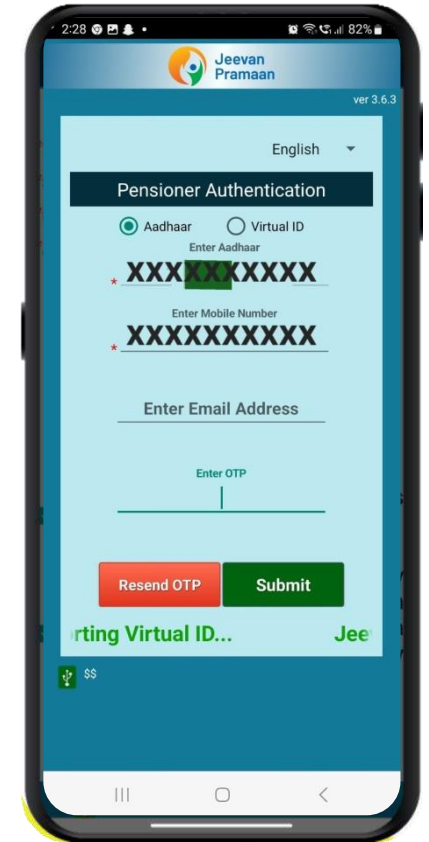 2:28 82%
Jeevan
Pramaan
ver 3.6.3
English
Pensioner Authentication
Aadhaar Virtual ID
Enter Aadhaar
* XXXXXXXXXX
Enter Mobile Number
* XXXXXXXXXX
Enter Email Address
Enter OTP
Resend OTP Submit
rting Virtual ID... Jee
$$